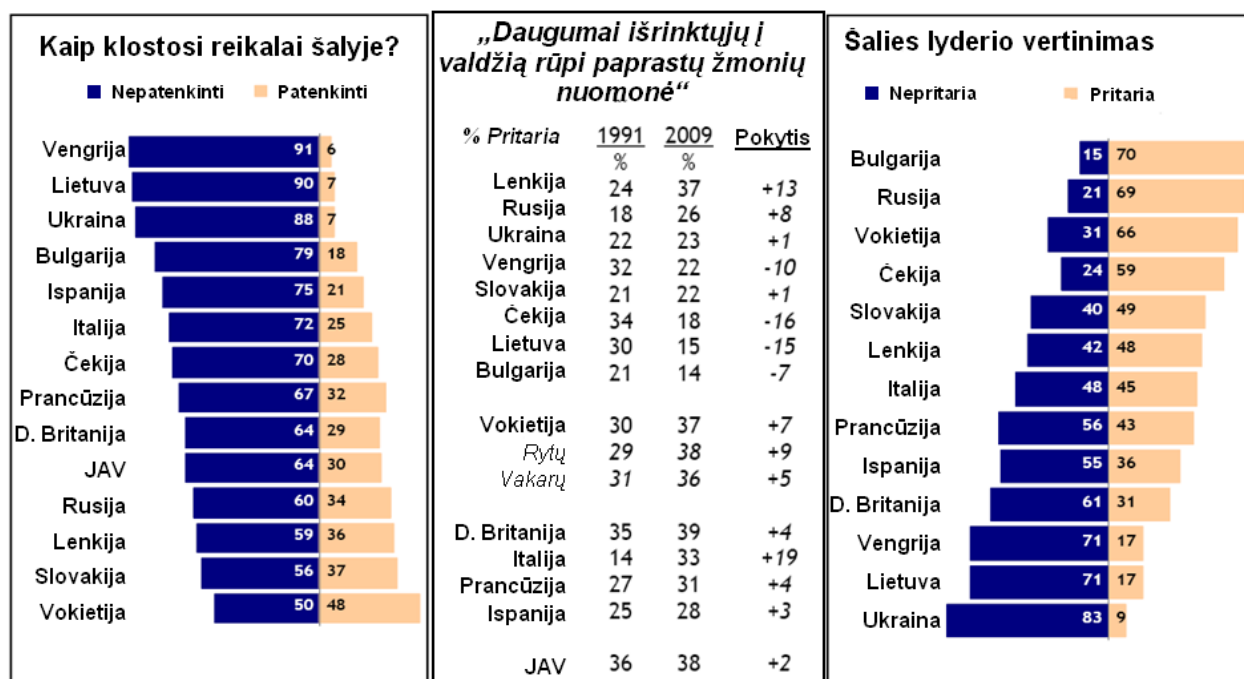 Kaip klostosi reikalai šalyje?
Nepatenkinti Patenkinti
Vengrija 91 6
Lietuva 90 7
Ukraina 88 7
Bulgarija 79 18
Ispanija 75 21
Italija 72 25
Čekija 70 28
Prancūzija 67 32
D. Britanija 64 29
JAV 64 30
Rusija 60 34
Lenkija 59 36
Slovakija 56 37
Vokietija 50 48
„Daugumai išrinktųjų į
valdžią rūpi paprastų žmonių
nuomonė“
% Pritaria 1991 2009 Pokytis
% %
Lenkija 24 37 +13
Rusija 18 26 +8
Ukraina 22 23 +1
Vengrija 32 22 -10
Slovakija 21 22 +1
Čekija 34 18 -16
Lietuva 30 15 -15
Bulgarija 21 14 -7
Vokietija 30 37 +7
Rytų 29 38 +9
Vakarų 31 36 +5
D. Britanija 35 39 +4
Italija 14 33 +19
Prancūzija 27 31 +4
Ispanija 25 28 +3
JAV 36 38 +2
Šalies lyderio vertinimas
Nepritaria Pritaria
Bulgarija 15 70
Rusija 21 69
Vokietija 31 66
Čekija 24 59
Slovakija 40 49
Lenkija 42 48
Italija 48 45
Prancūzija 56 43
Ispanija 55 36
D. Britanija 61 31
Vengrija 71 17
Lietuva 71 17
Ukraina 83 9